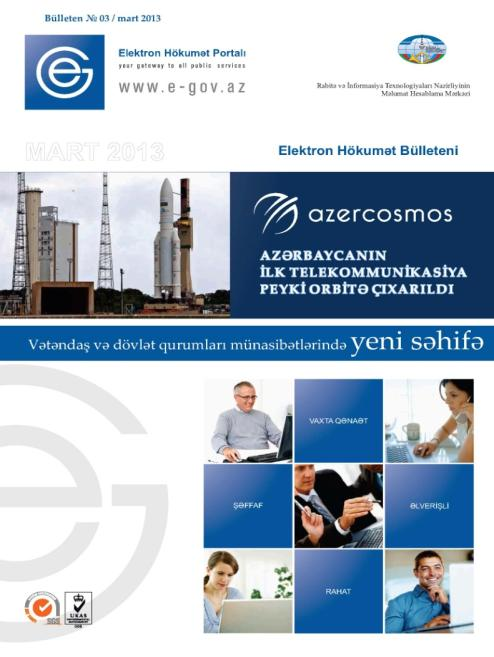 Bülleten № 03 / mart 2013
Elektron Hökumət Portalı
your gateway to all public services
www.e-gov.az
Rabitə və İnformasiya Texnologiyaları Nazirliyinin
Məlumat Hesablama Mərkəzi
MART 2013
Elektron Hökumət Bülleteni
azercosmos
AZƏRBAYCANIN
İLK TELEKOMMUNİKASİYA
PEYKİ ORBİTƏ ÇIXARILDI
Vətəndaş və dövlət qurumları münasibətlərində yeni səhifə
VAXTA QƏNAƏT
ŞƏFFAF
ƏLVERİŞLİ
RAHAT
SGS
UKAS